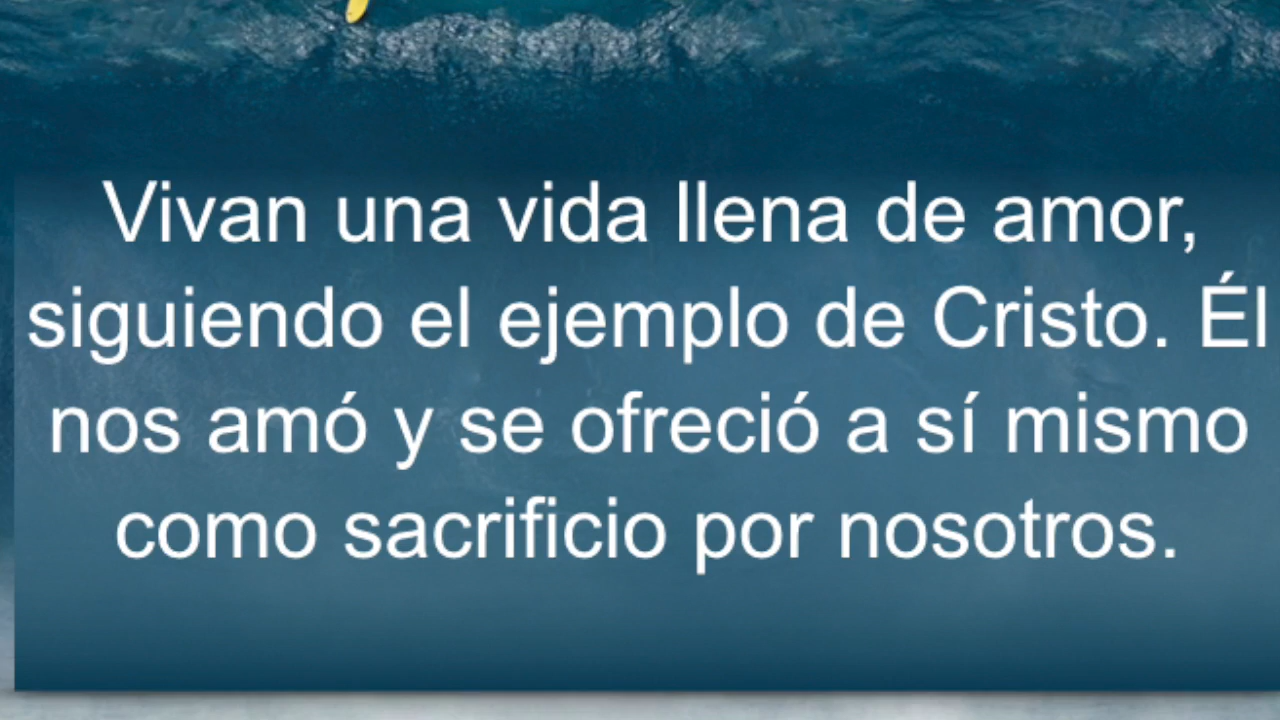 Vivan una vida llena de amor,
siguiendo el ejemplo de Cristo. Él
nos amó y se ofreció a sí mismo
como sacrificio por nosotros.